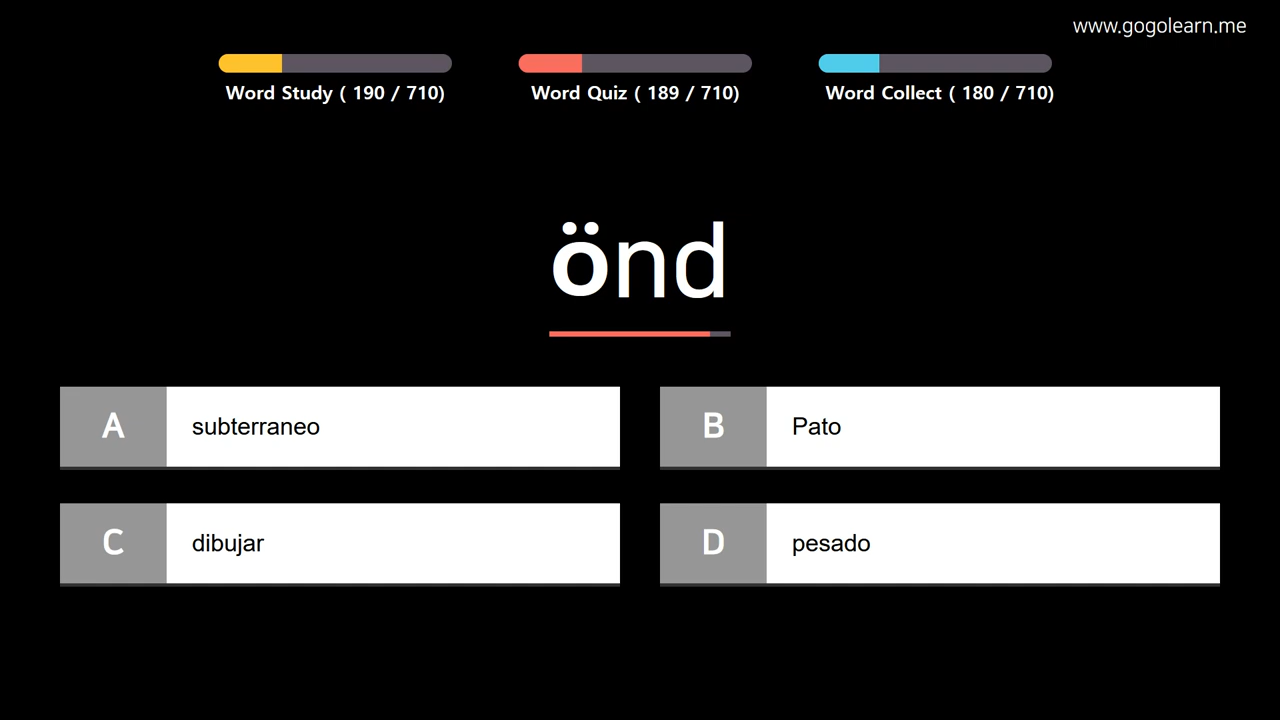 www.gogolearn.me
Word Study ( 190 / 710)
Word Quiz ( 189 / 710)
Word Collect ( 180 / 710)
önd
A
subterraneo
B
Pato
C
dibujar
D
pesado